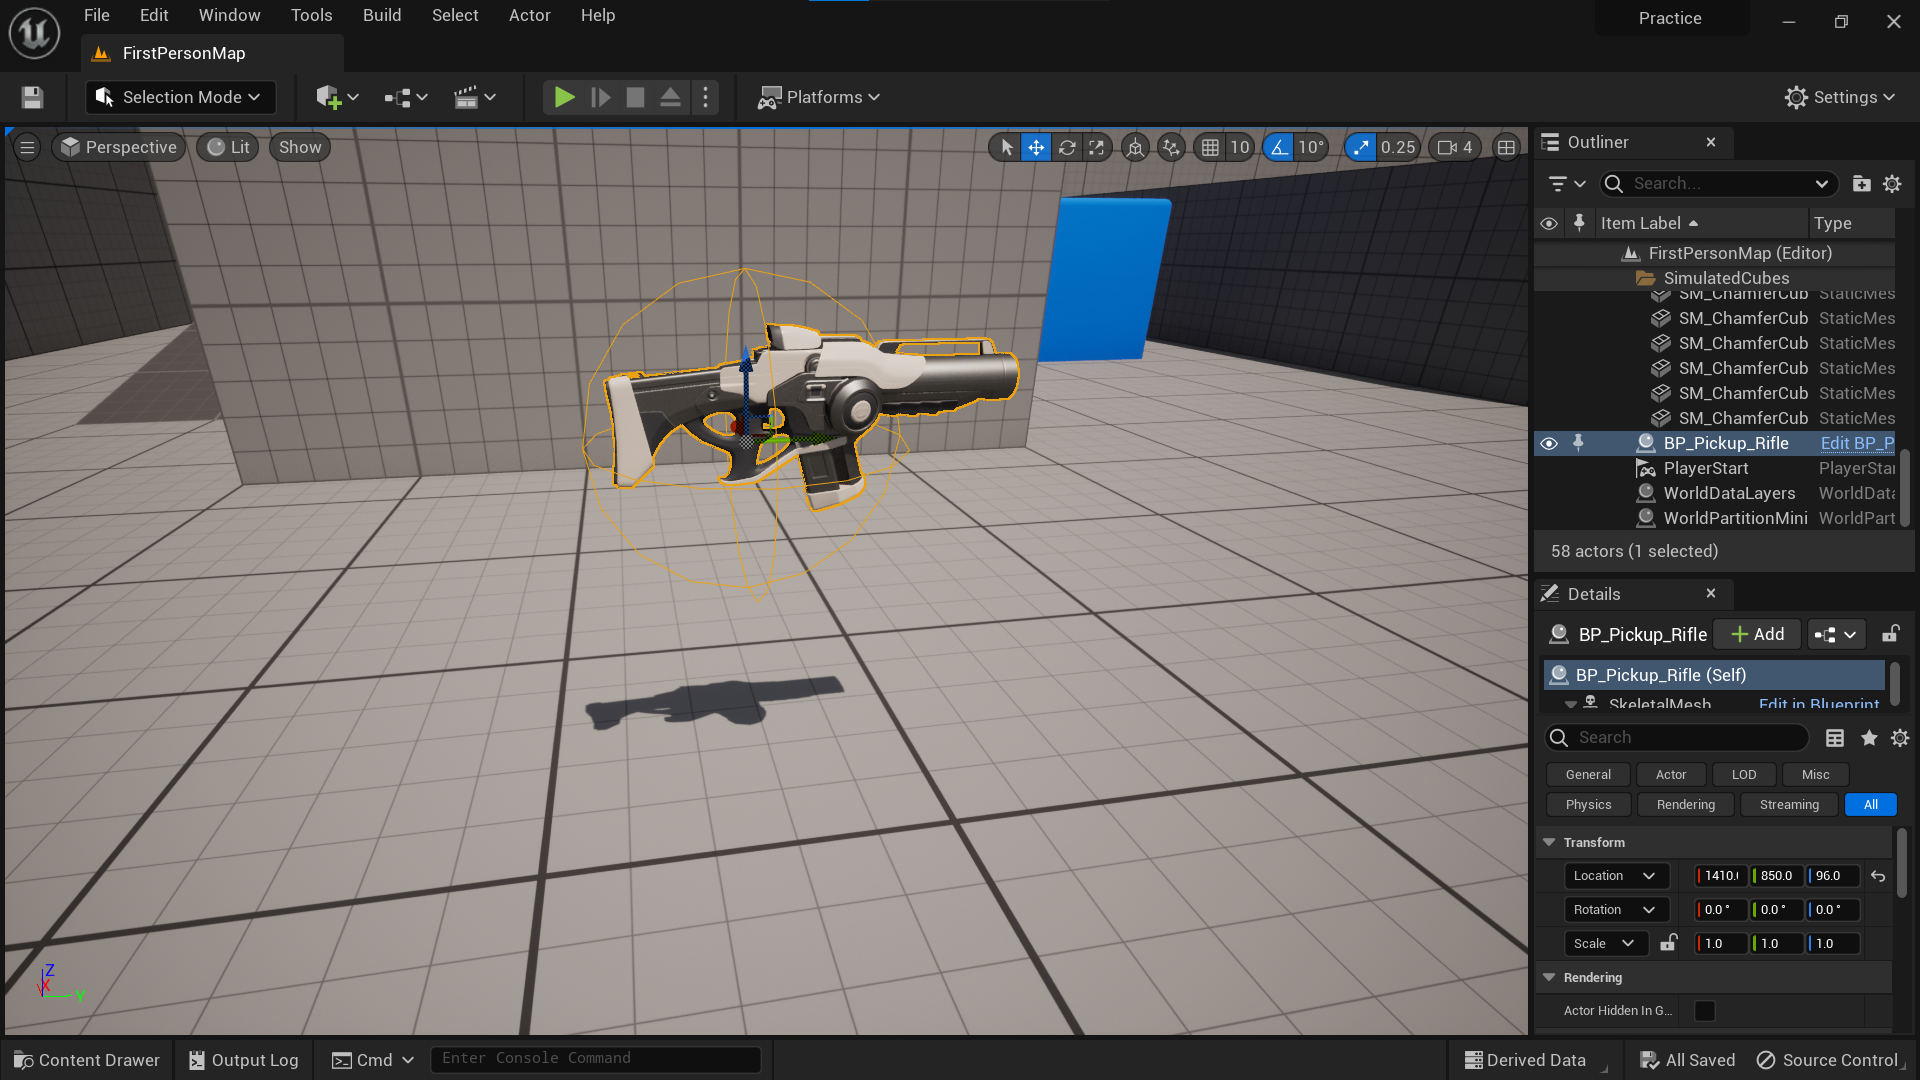 File Edit Window Tools Build Select Actor Help
Practice
FirstPersonMap
Selection Mode
Platforms
Settings
Perspective Lit Show
10 10° 0.25 4
Outliner
Search...
Item Label Type
FirstPersonMap (Editor)
SimulatedCubes
SM_ChamferCub StaticMes
SM_ChamferCub StaticMes
SM_ChamferCub StaticMes
SM_ChamferCub StaticMes
SM_ChamferCub StaticMes
SM_ChamferCub StaticMes
BP_Pickup_Rifle Edit BP_P
PlayerStart PlayerStar
WorldDataLayers WorldData
WorldPartitionMini WorldPart
58 actors (1 selected)
Details
BP_Pickup_Rifle Add
BP_Pickup_Rifle (Self)
SkeletalMesh Edit in Blueprint
Search
General Actor LOD Misc
Physics Rendering Streaming All
Transform
Location 1410. 850.0 96.0
Rotation 0.0 ° 0.0 ° 0.0 °
Scale 1.0 1.0 1.0
Rendering
Actor Hidden In G...
Z
X
Y
Content Drawer Output Log Cmd Enter Console Command Derived Data All Saved Source Control